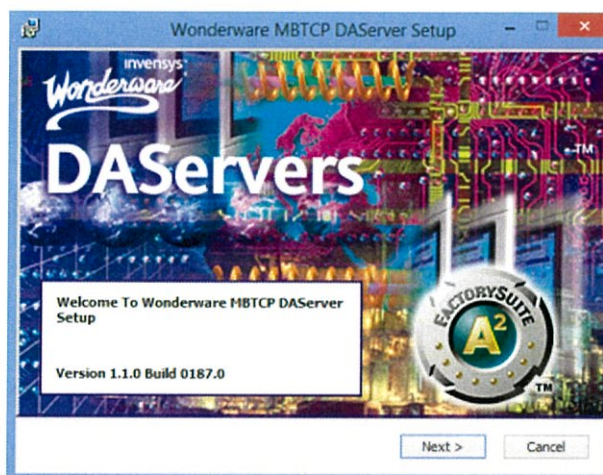 Wonderware MBTCP DAServer Setup
invensys
Wonderware
DAServers
TM
Welcome To Wonderware MBTCP DAServer
Setup
Version 1.1.0 Build 0187.0
FACTORYSUITE
A²
TM
Next >
Cancel